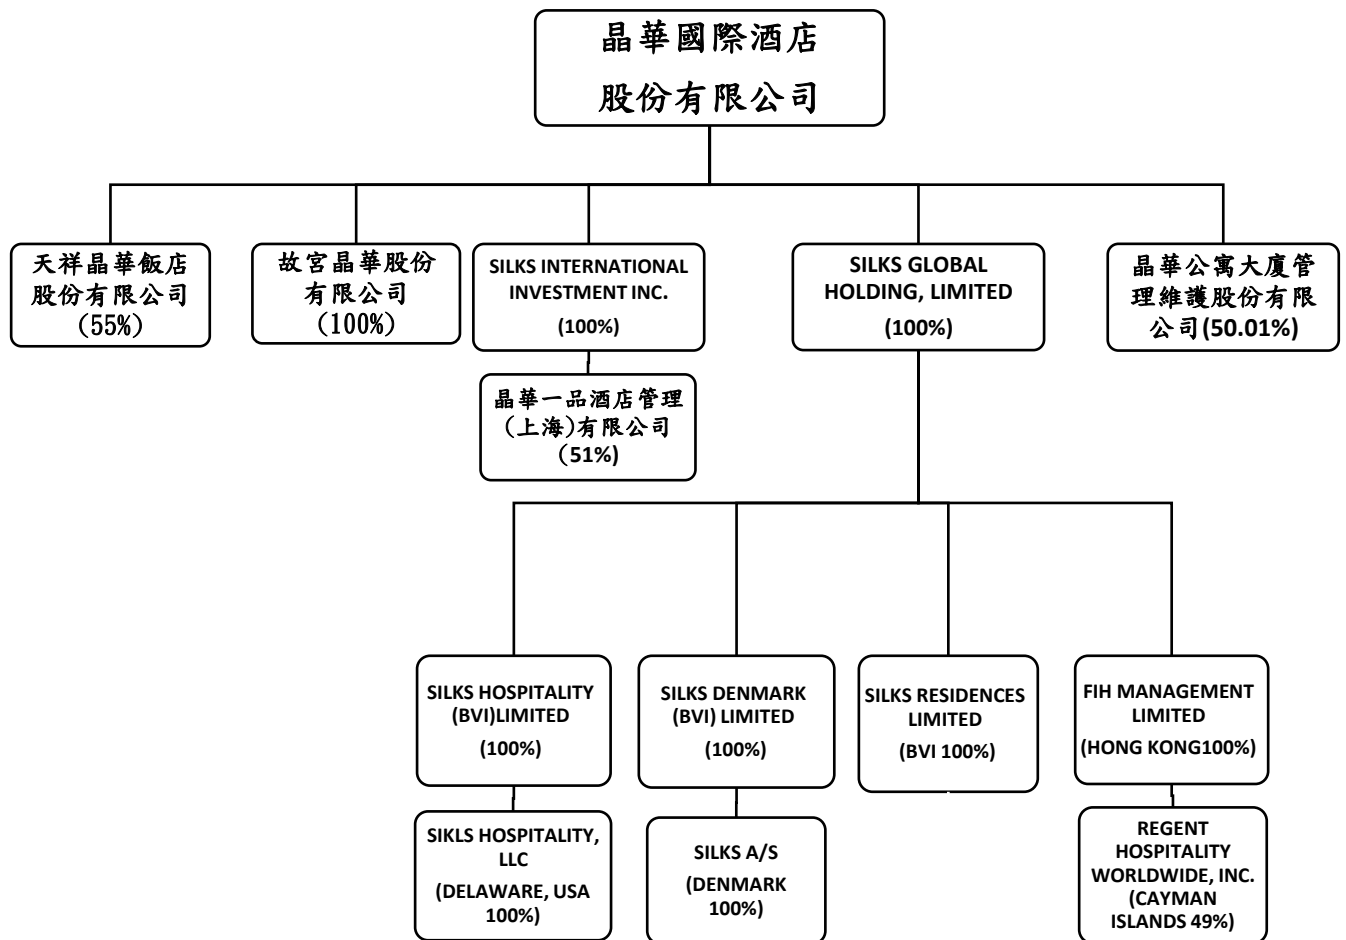 晶華國際酒店
股份有限公司
天祥晶華飯店
股份有限公司
(55%)
故宮晶華股份
有限公司
(100%)
SILKS INTERNATIONAL
INVESTMENT INC.
(100%)
SILKS GLOBAL
HOLDING, LIMITED
(100%)
晶華公寓大廈管
理維護股份有限
公司(50.01%)
晶華一品酒店管理
(上海)有限公司
(51%)
SILKS HOSPITALITY
(BVI)LIMITED
(100%)
SILKS DENMARK
(BVI) LIMITED
(100%)
SILKS RESIDENCES
LIMITED
(BVI 100%)
FIH MANAGEMENT
LIMITED
(HONG KONG100%)
SIKLS HOSPITALITY,
LLC
(DELAWARE, USA
100%)
SILKS A/S
(DENMARK
100%)
REGENT
HOSPITALITY
WORLDWIDE, INC.
(CAYMAN
ISLANDS 49%)